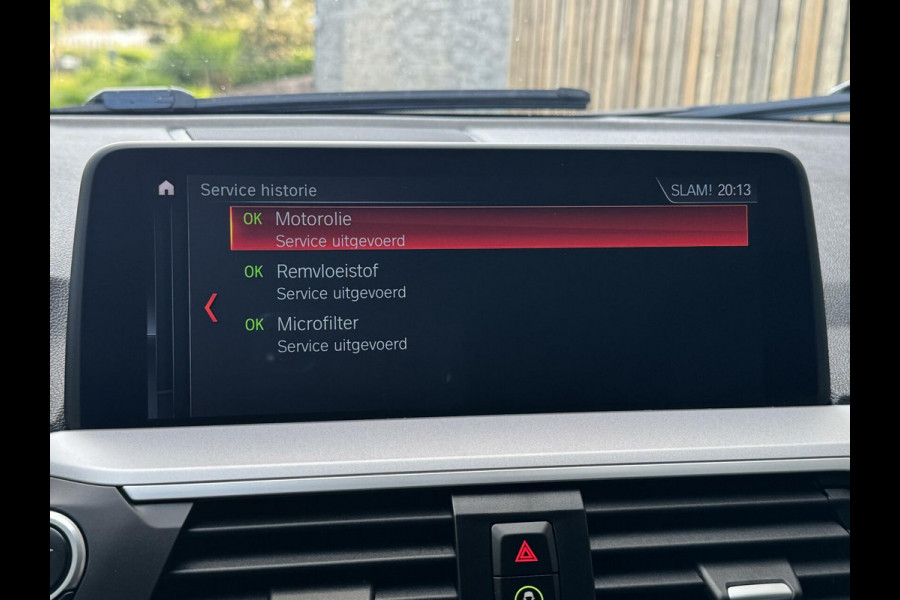 Service historie
SLAM! 20:13
OK Motorolie
Service uitgevoerd
OK Remvloeistof
Service uitgevoerd
OK Microfilter
Service uitgevoerd